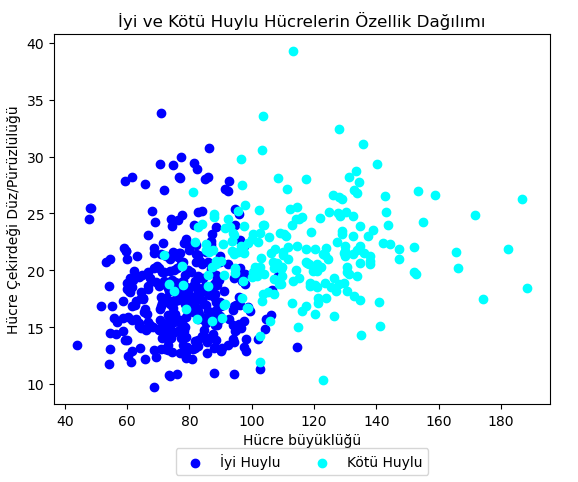 İyi ve Kötü Huylu Hücrelerin Özellik Dağılımı
Hücre Çekirdeği Düz/Pürüzlülüğü
40
35
30
25
20
15
10
40 60 80 100 120 140 160 180
Hücre büyüklüğü
İyi Huylu Kötü Huylu